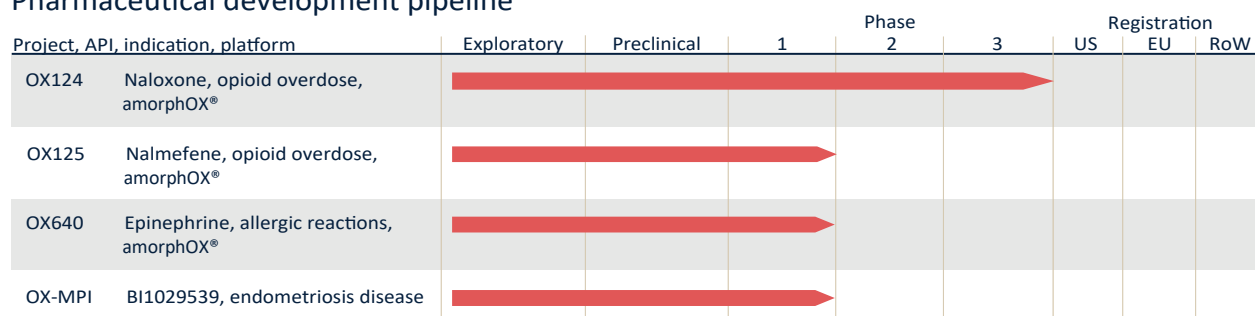 Pharmaceutical development pipeline
Phase Registration
Project, API, indication, platform Exploratory Preclinical 1 2 3 US EU RoW
OX124 Naloxone, opioid overdose,
amorphOX®
OX125 Nalmefene, opioid overdose,
amorphOX®
OX640 Epinephrine, allergic reactions,
amorphOX®
OX-MPI BI1029539, endometriosis disease